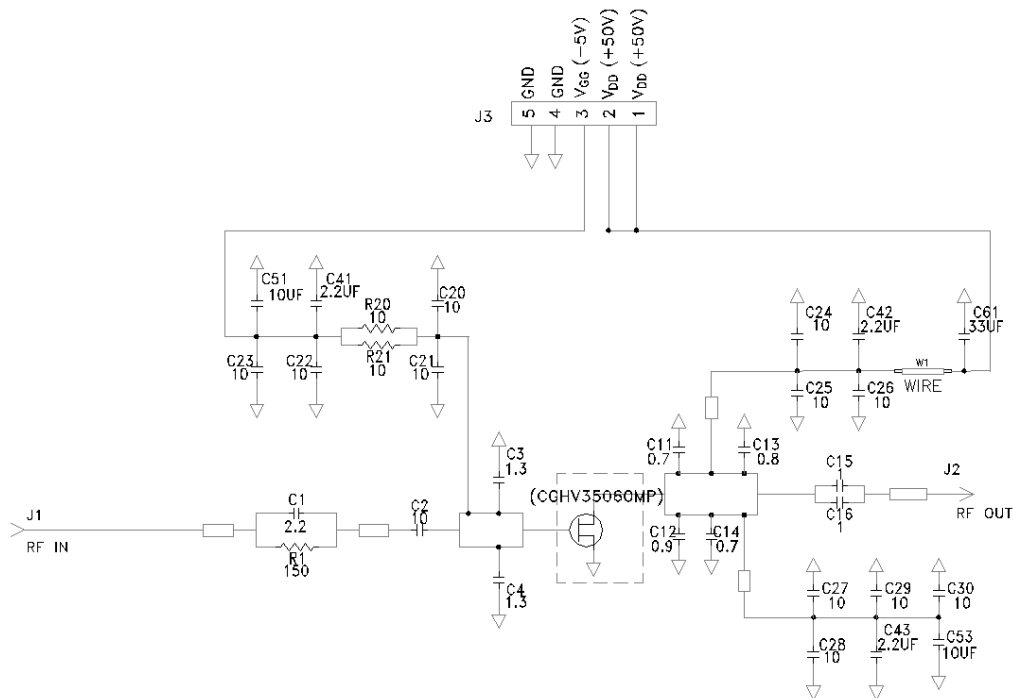 GND
GND
VGG (-5V)
VDD (+50V)
VDD (+50V)
J3
5
4
3
2
1
C51
10UF
C41
2.2UF
R20
10
C20
10
R21
10
C23
10
C22
10
C21
10
C24
10
C42
2.2UF
C61
33UF
W1
WIRE
C25
10
C26
10
C3
1.3
C11
0.7
C13
0.8
(CGHV35060MP)
C15
1
C16
1
J2
RF OUT
J1
RF IN
C1
2.2
R1
150
C2
10
C4
1.3
C12
0.9
C14
0.7
C27
10
C29
10
C30
10
C28
10
C43
2.2UF
C53
10UF